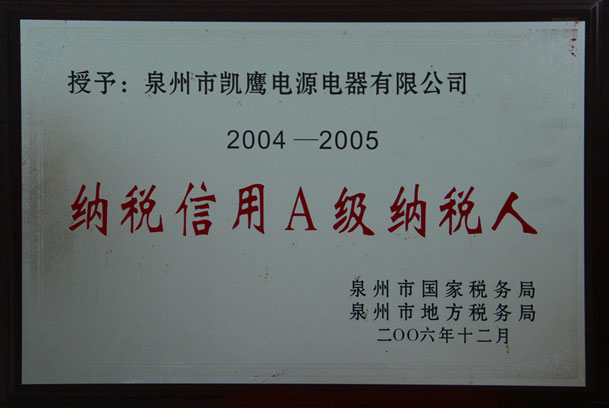 授予：泉州市凯鹰电源电器有限公司
2004—2005
纳税信用A级纳税人
泉州市国家税务局
泉州市地方税务局
二OO六年十二月